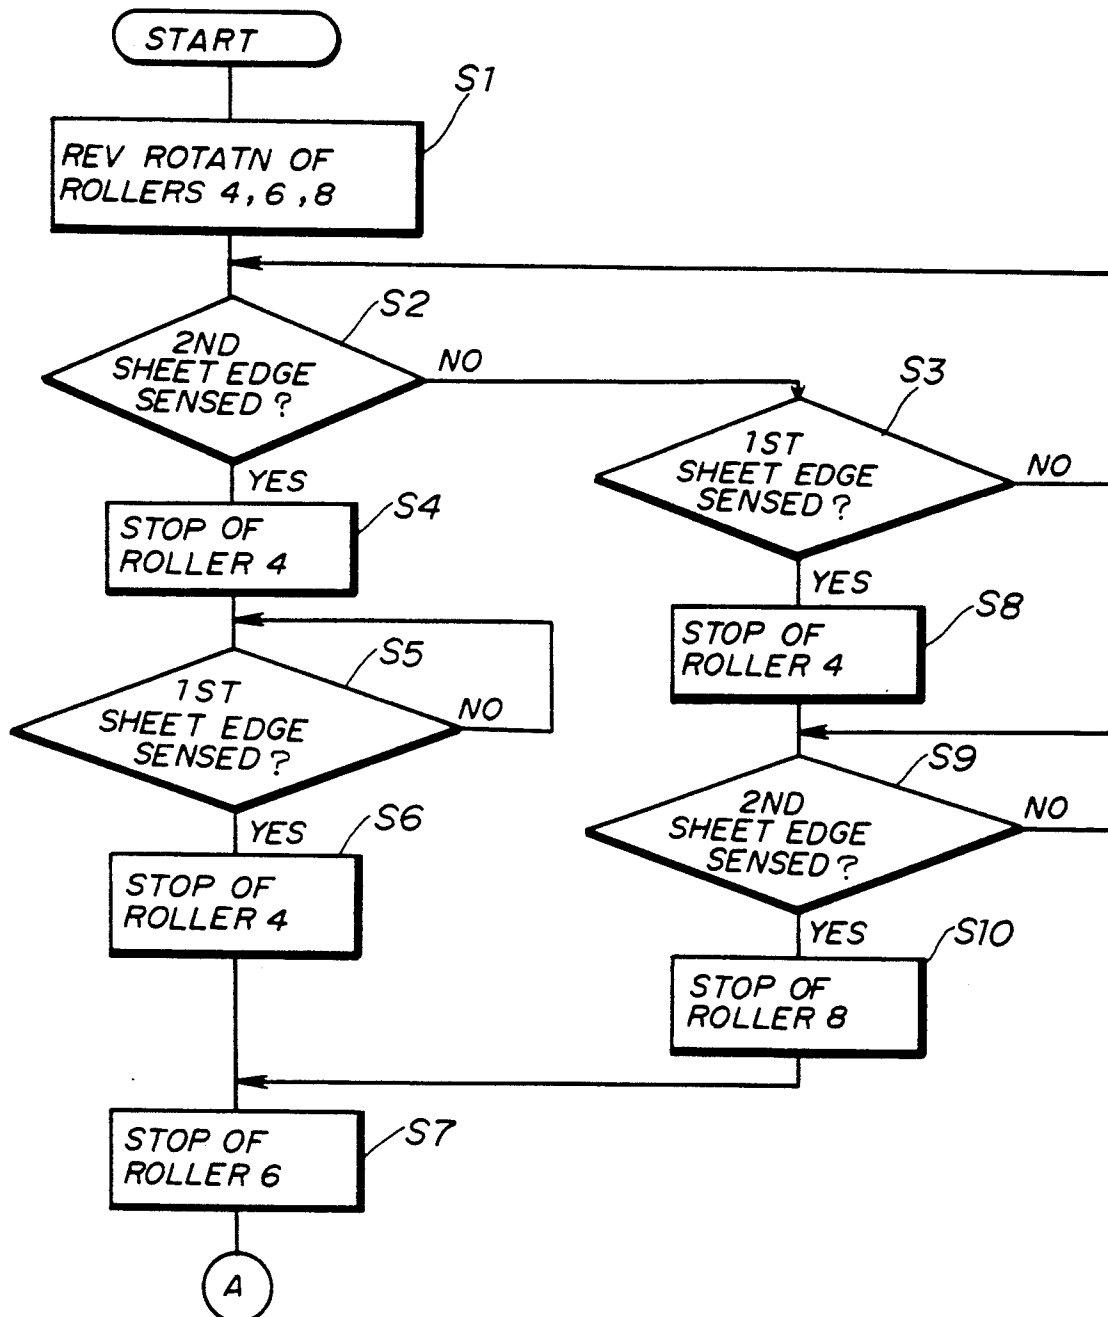 START
S1
REV ROTATN OF
ROLLERS 4, 6, 8
S2
2ND
SHEET EDGE
SENSED?
NO
YES
S3
1ST
SHEET EDGE
SENSED?
NO
YES
S4
STOP OF
ROLLER 4
S8
STOP OF
ROLLER 4
S5
1ST
SHEET EDGE
SENSED?
NO
YES
S9
2ND
SHEET EDGE
SENSED?
NO
YES
S6
STOP OF
ROLLER 4
S10
STOP OF
ROLLER 8
S7
STOP OF
ROLLER 6
A